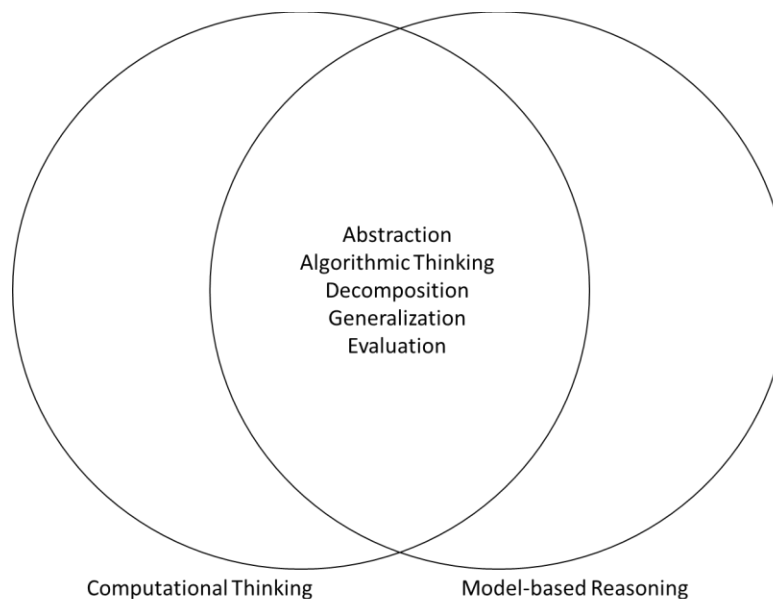 Abstraction
Algorithmic Thinking
Decomposition
Generalization
Evaluation
Computational Thinking
Model-based Reasoning